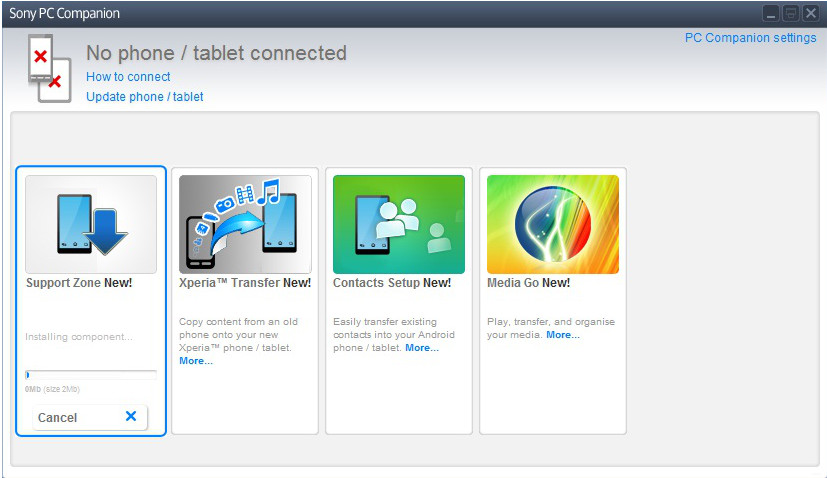 Sony PC Companion
PC Companion settings
No phone / tablet connected
How to connect
Update phone / tablet
Support Zone New!
Installing component...
0Mb (size 2Mb)
Cancel
Xperia™ Transfer New!
Copy content from an old
phone onto your new
Xperia™ phone / tablet.
More...
Contacts Setup New!
Easily transfer existing
contacts into your Android
phone / tablet. More...
Media Go New!
Play, transfer, and organise
your media. More...